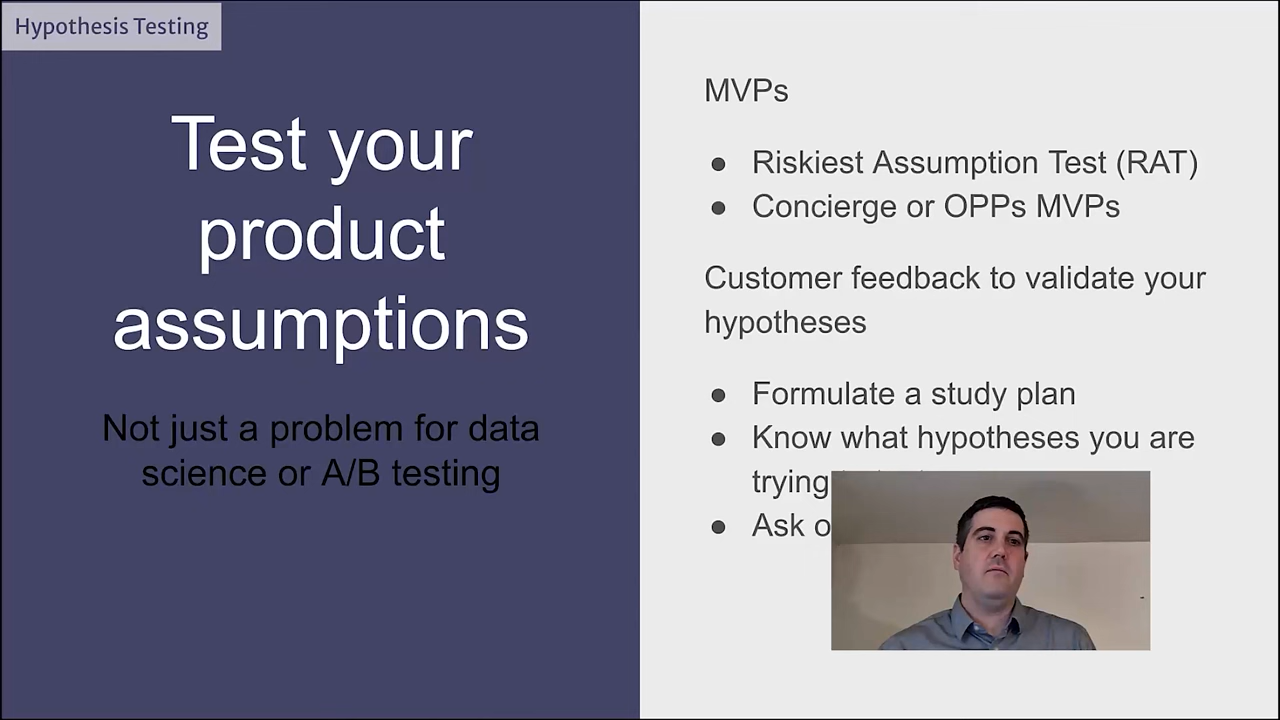 Hypothesis Testing
Test your
product
assumptions
Not just a problem for data
science or A/B testing
MVPs
● Riskiest Assumption Test (RAT)
● Concierge or OPPs MVPs
Customer feedback to validate your
hypotheses
● Formulate a study plan
● Know what hypotheses you are
trying
● Ask